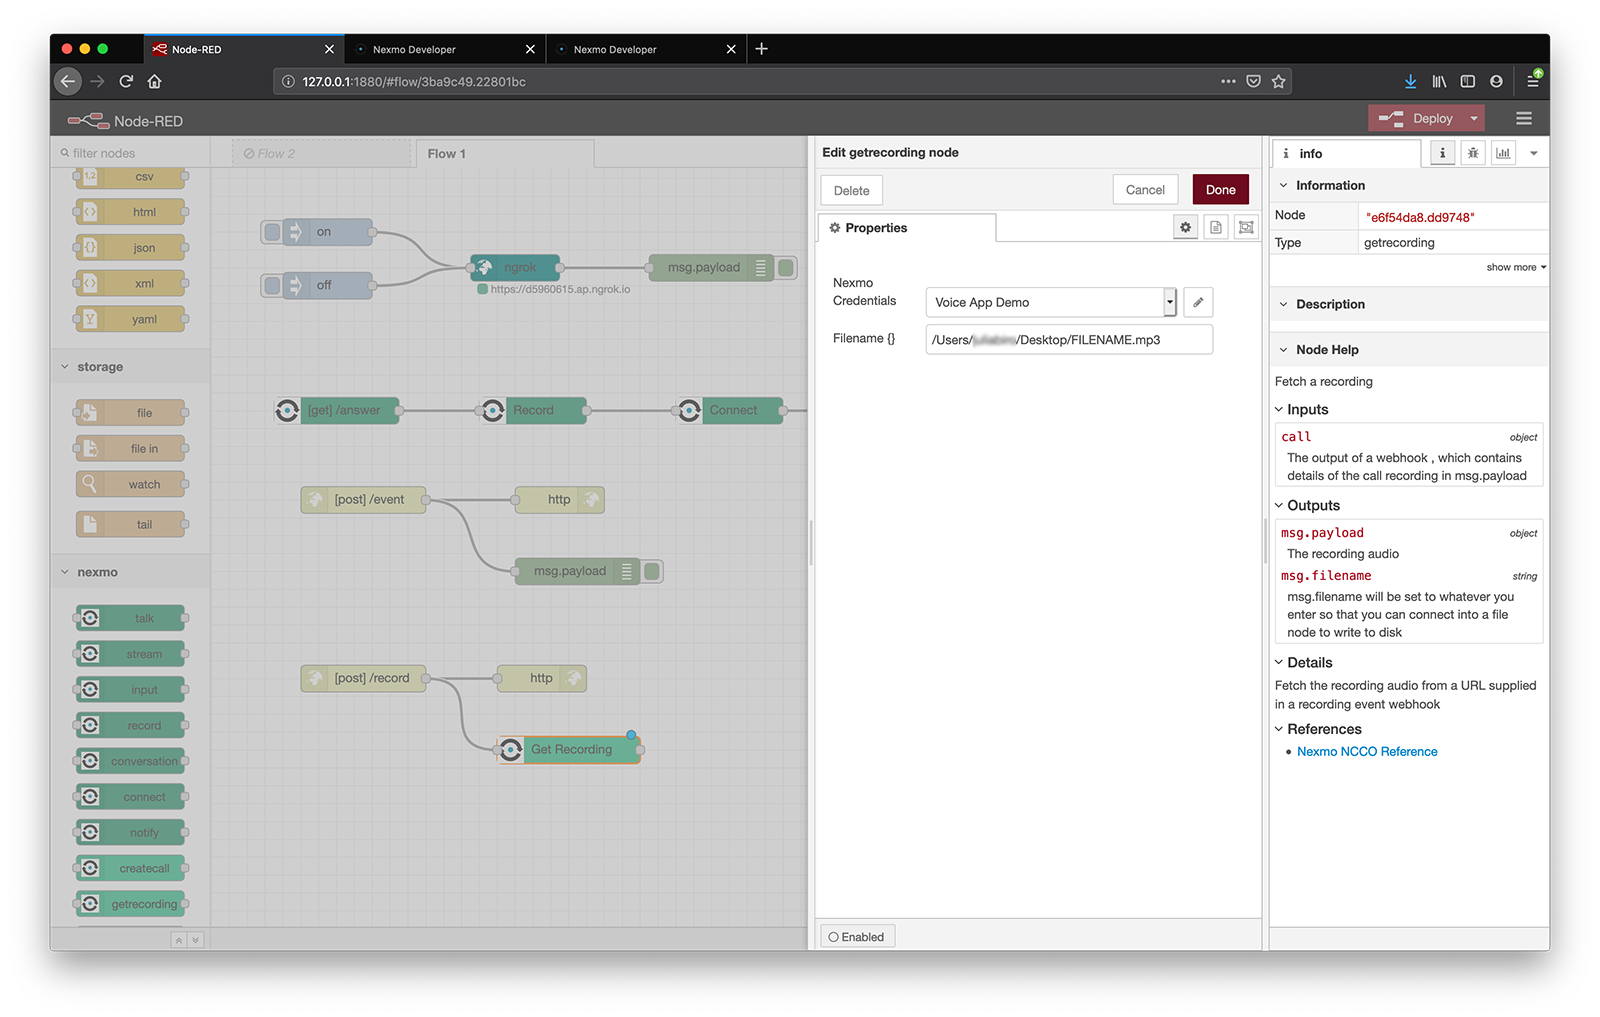 Node-RED
Nexmo Developer
Nexmo Developer
127.0.0.1:1880/#flow/3ba9c49.22801bc
Node-RED
Deploy
filter nodes
csv
html
json
xml
yaml
storage
file
file in
watch
tail
nexmo
talk
stream
input
record
conversation
connect
notify
createcall
getrecording
Flow 2
Flow 1
on
off
ngrok
https://d5960615.ap.ngrok.io
msg.payload
[get] /answer
Record
Connect
[post] /event
http
msg.payload
[post] /record
http
Get Recording
Edit getrecording node
Delete
Cancel
Done
Properties
Nexmo
Credentials
Voice App Demo
Filename {}
/Users/ /Desktop/FILENAME.mp3
Enabled
info
Information
Node "e6f54da8.dd9748"
Type getrecording
show more
Description
Node Help
Fetch a recording
Inputs
call object
The output of a webhook , which contains
details of the call recording in msg.payload
Outputs
msg.payload object
The recording audio
msg.filename string
msg.filename will be set to whatever you
enter so that you can connect into a file
node to write to disk
Details
Fetch the recording audio from a URL supplied
in a recording event webhook
References
Nexmo NCCO Reference